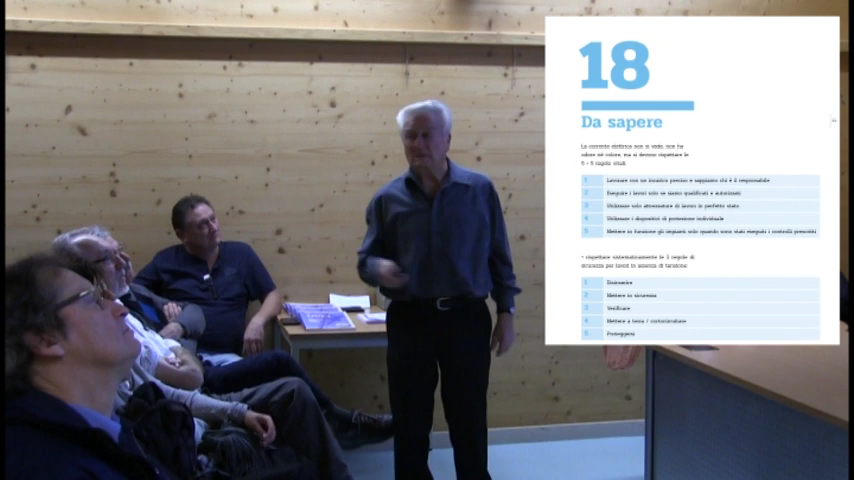 18
Da sapere
La corrente elettrica non si vede, non ha
odore né colore, ma si devono rispettare le
5 + 5 regole vitali
1 Lavorare con un incarico preciso e sappiamo chi è il responsabile
2 Eseguire i lavori solo se siamo qualificati e autorizzati
3 Utilizzare solo attrezzature di lavoro in perfetto stato
4 Utilizzare i dispositivi di protezione individuale
5 Mettere in funzione gli impianti solo quando sono stati eseguiti i controlli prescritti
• rispettare sistematicamente le 5 regole di
sicurezza per lavori in assenza di tensione:
1 Disinserire
2 Mettere in sicurezza
3 Verificare
4 Mettere a terra / cortocircuitare
5 Proteggersi